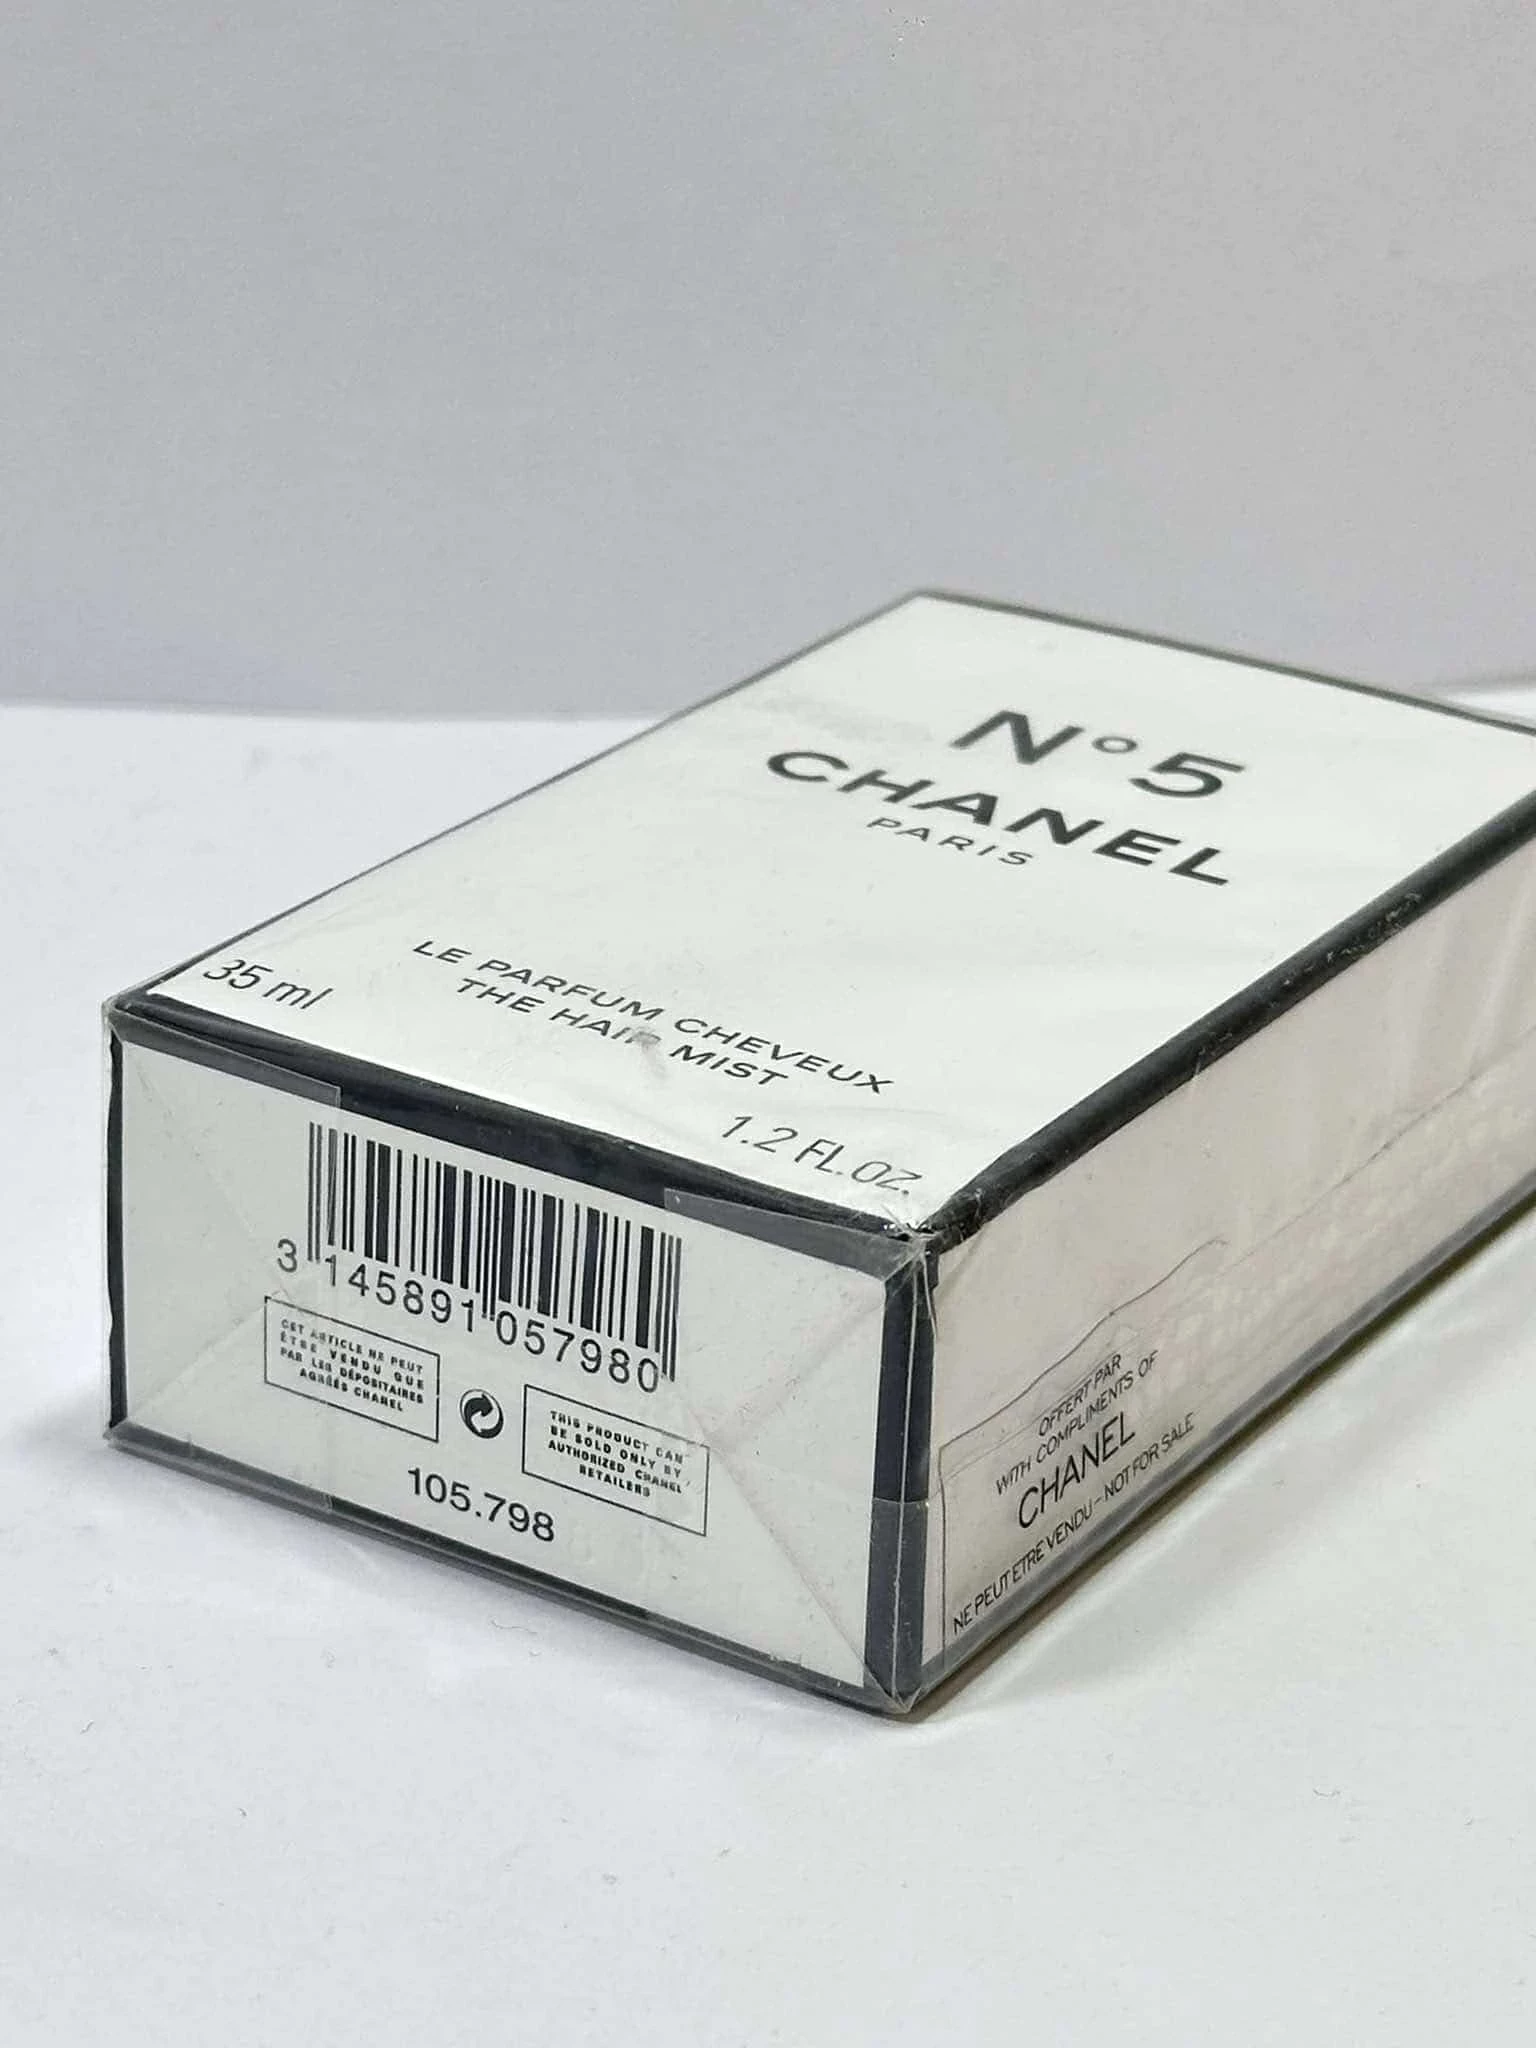 N°5
CHANEL
PARIS
LE PARFUM CHEVEUX
THE HAIR MIST
35 ml
1.2 FL.OZ.
3 145891 057980
CET ARTICLE NE PEUT
ÊTRE VENDU QUE
PAR LES DÉPOSITAIRES
AGRÉÉS CHANEL
THIS PRODUCT CAN
BE SOLD ONLY BY
AUTHORIZED CHANEL
RETAILERS
105.798
OFFERT PAR
WITH COMPLIMENTS OF
CHANEL
NE PEUT ETRE VENDU - NOT FOR SALE